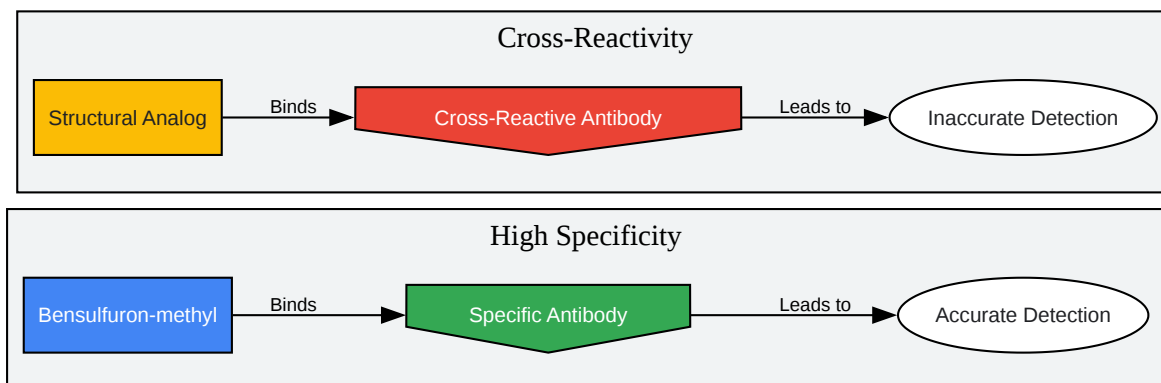 Cross-Reactivity
Structural Analog
Binds
Cross-Reactive Antibody
Leads to
Inaccurate Detection
High Specificity
Bensulfuron-methyl
Binds
Specific Antibody
Leads to
Accurate Detection